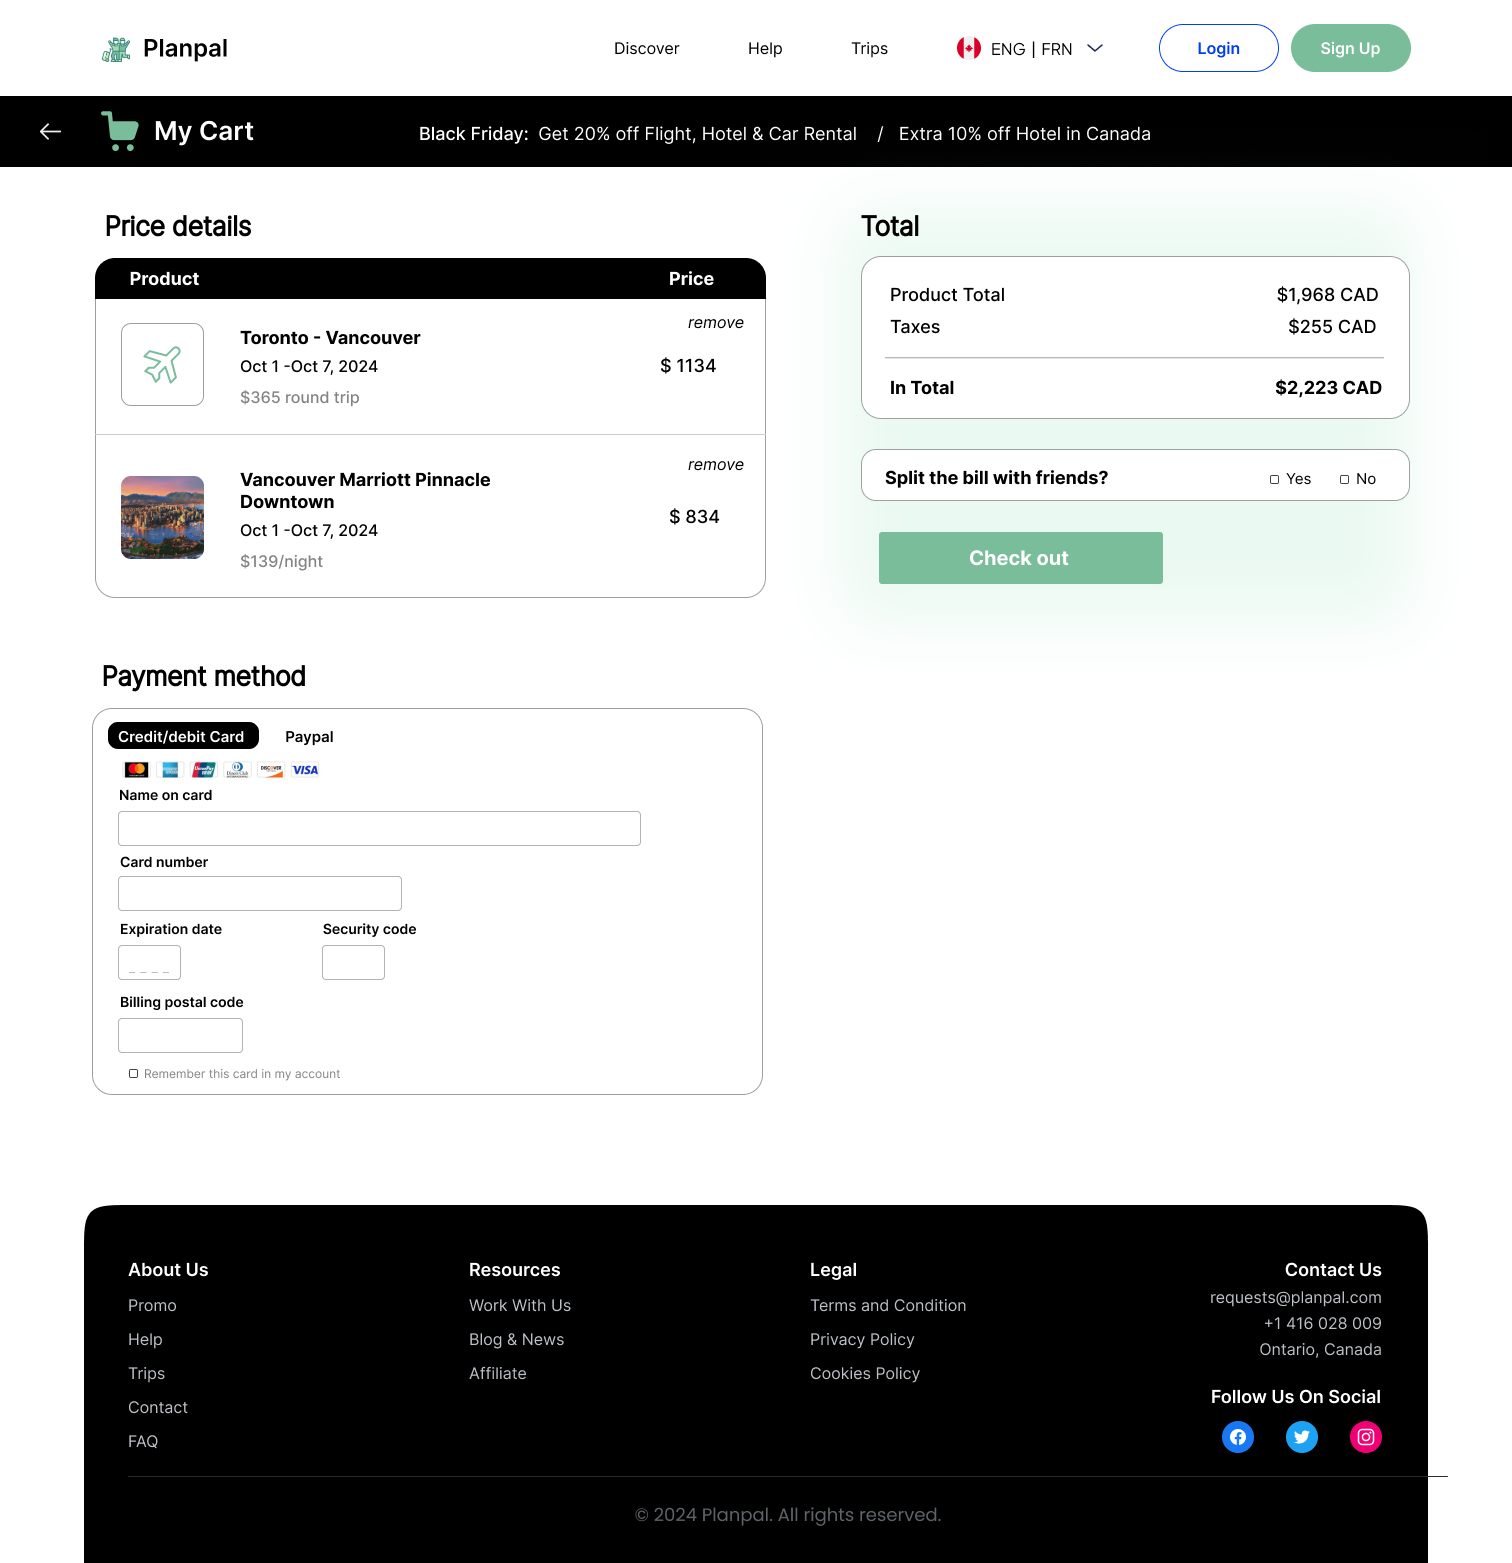 Planpal
Discover
Help
Trips
ENG | FRN
Login
Sign Up
My Cart
Black Friday: Get 20% off Flight, Hotel & Car Rental / Extra 10% off Hotel in Canada
Price details
Product
Price
remove
Toronto - Vancouver
Oct 1 -Oct 7, 2024
$ 1134
$365 round trip
remove
Vancouver Marriott Pinnacle
Downtown
$ 834
Oct 1 -Oct 7, 2024
$139/night
Total
Product Total
$1,968 CAD
Taxes
$255 CAD
In Total
$2,223 CAD
Split the bill with friends?
Yes
No
Check out
Payment method
Credit/debit Card
Paypal
DISCOVER
VISA
Name on card
Card number
Expiration date
Security code
_ _ _ _
Billing postal code
Remember this card in my account
About Us
Promo
Help
Trips
Contact
FAQ
Resources
Work With Us
Blog & News
Affiliate
Legal
Terms and Condition
Privacy Policy
Cookies Policy
Contact Us
requests@planpal.com
+1 416 028 009
Ontario, Canada
Follow Us On Social
© 2024 Planpal. All rights reserved.